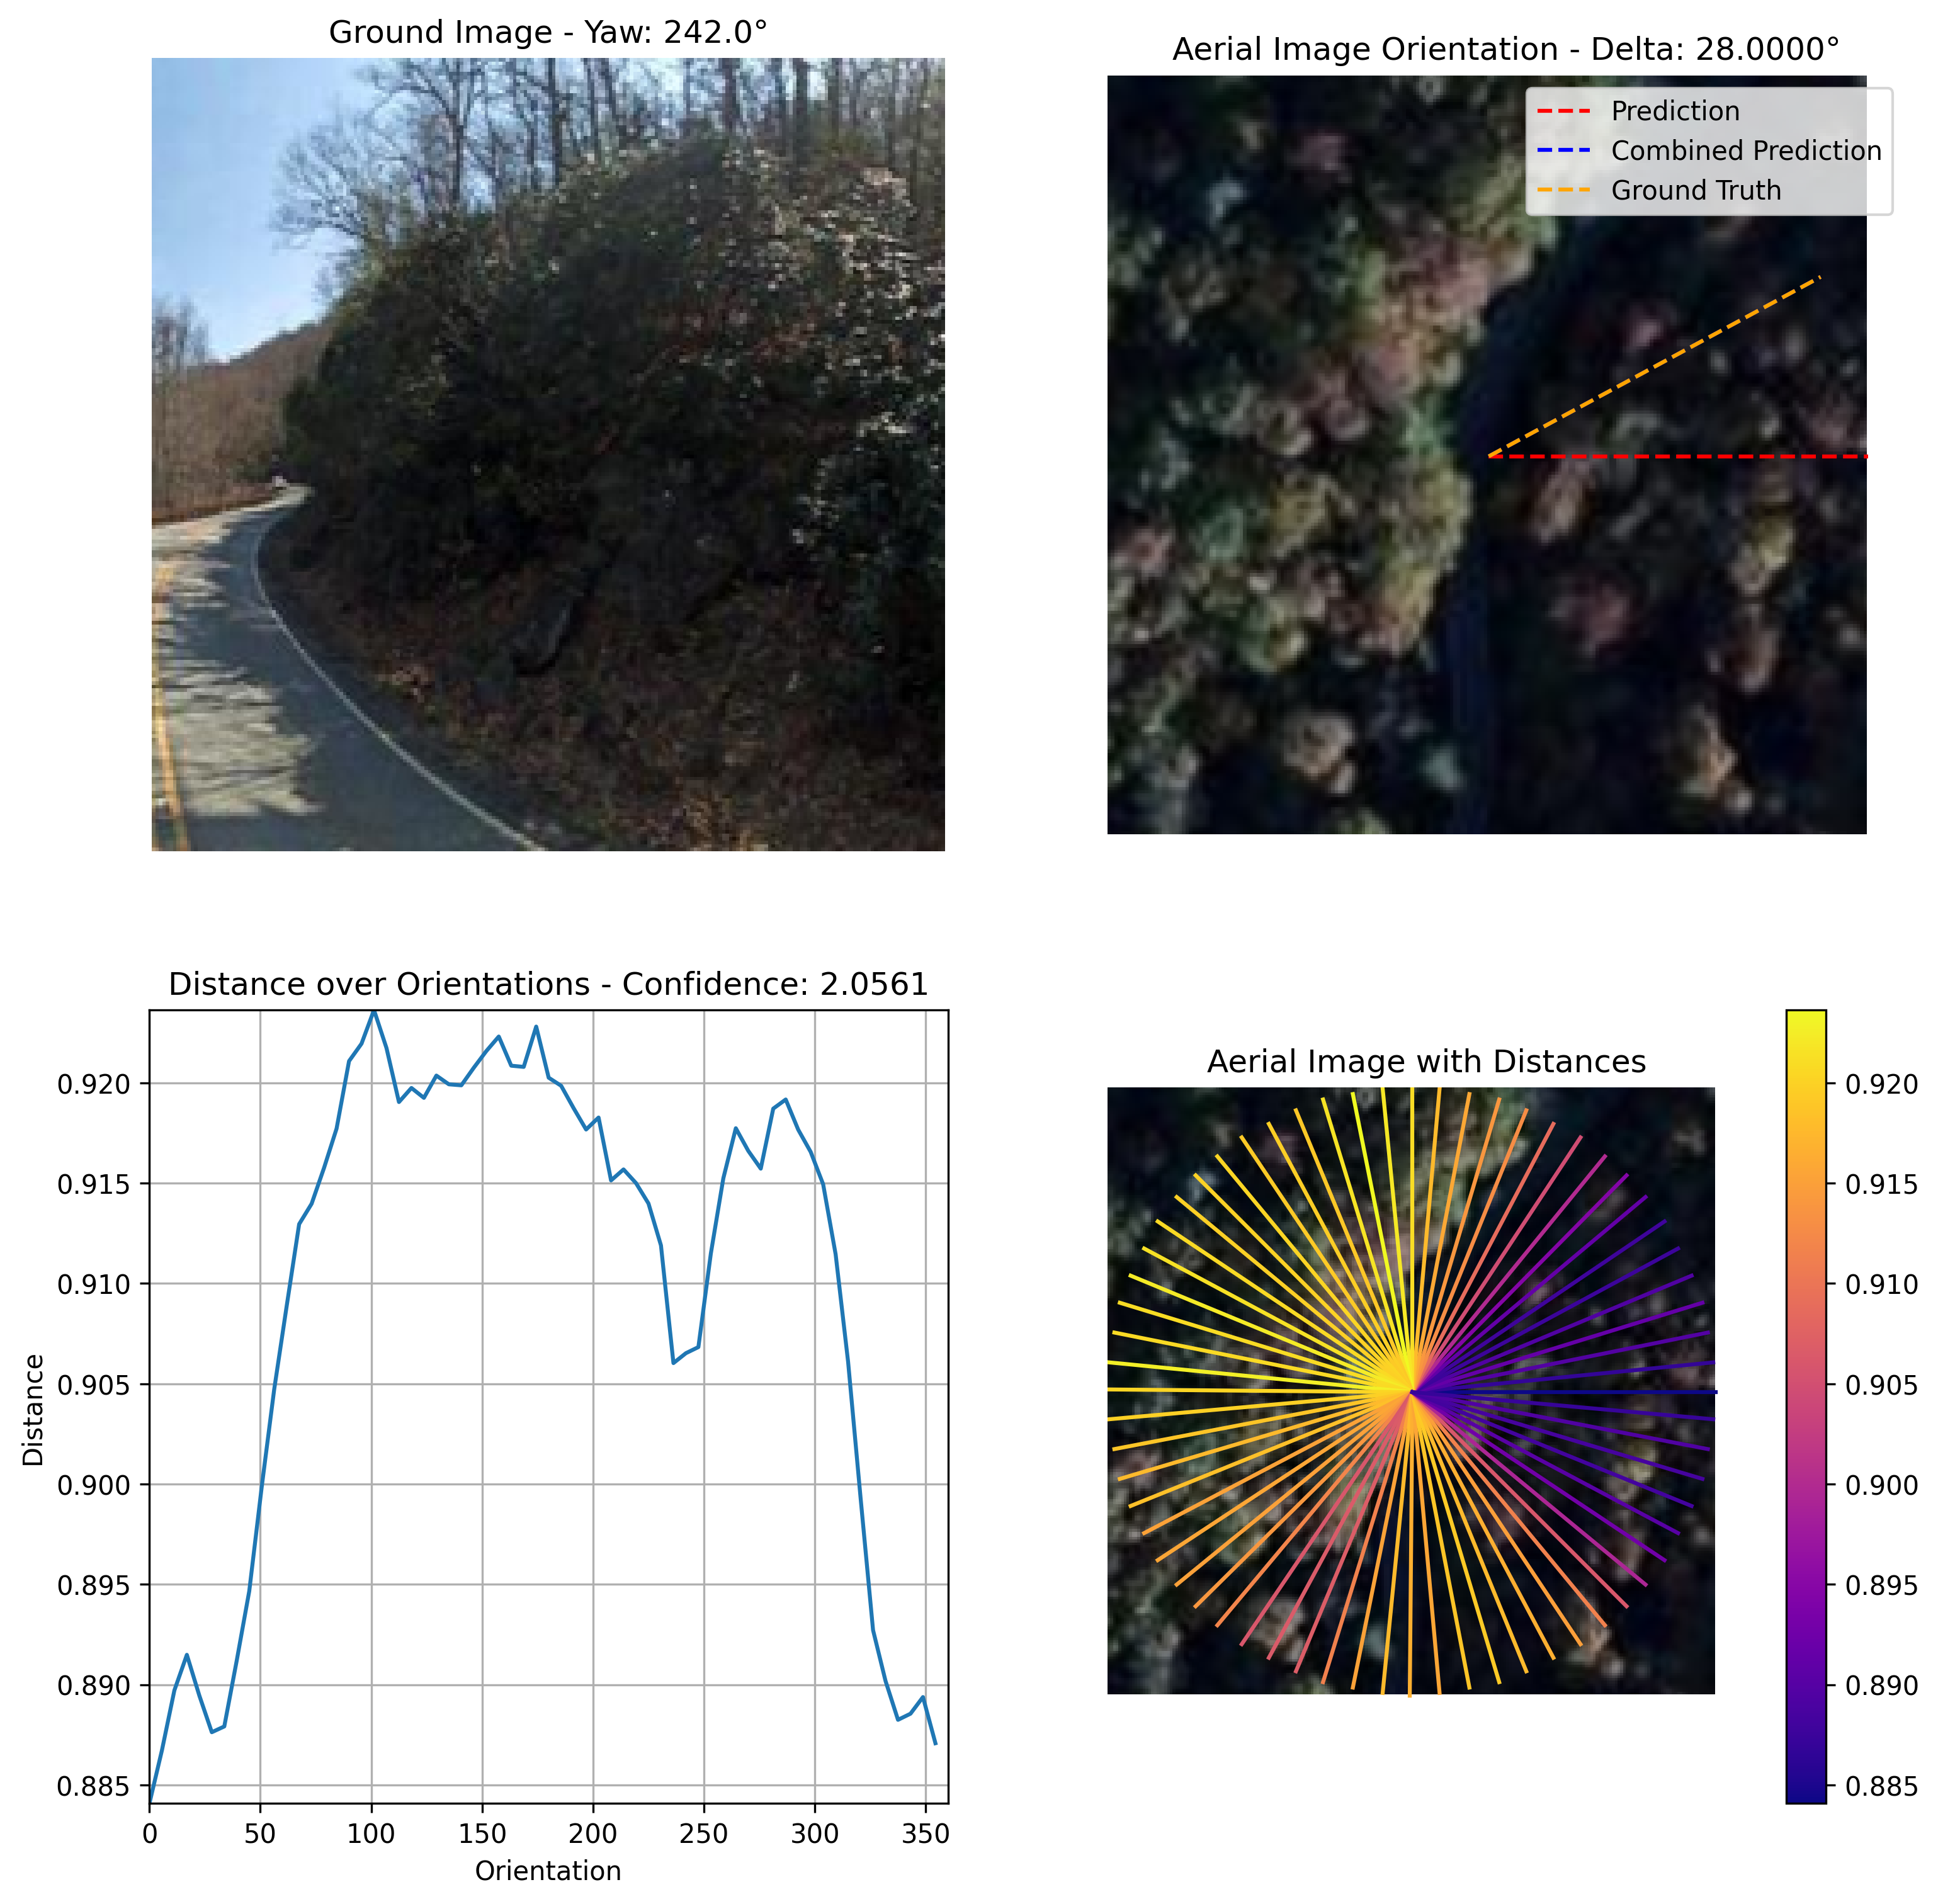 Ground Image - Yaw: 242.0°
Aerial Image Orientation - Delta: 28.0000°
Prediction
Combined Prediction
Ground Truth
Distance over Orientations - Confidence: 2.0561
0.920
0.915
0.910
0.905
0.900
0.895
0.890
0.885
Distance
0 50 100 150 200 250 300 350
Orientation
Aerial Image with Distances
0.920
0.915
0.910
0.905
0.900
0.895
0.890
0.885